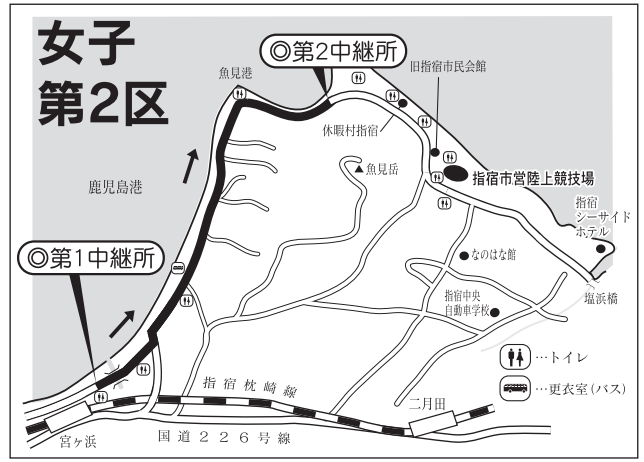 女子
第2区
◎第2中継所
魚見港
旧指宿市民会館
休暇村指宿
魚見岳
指宿市営陸上競技場
鹿児島港
指宿
シーサイド
ホテル
◎第1中継所
なのはな館
指宿中央
自動車学校
塩浜橋
…トイレ
…更衣室(バス)
指宿枕崎線
二月田
宮ヶ浜
国道226号線